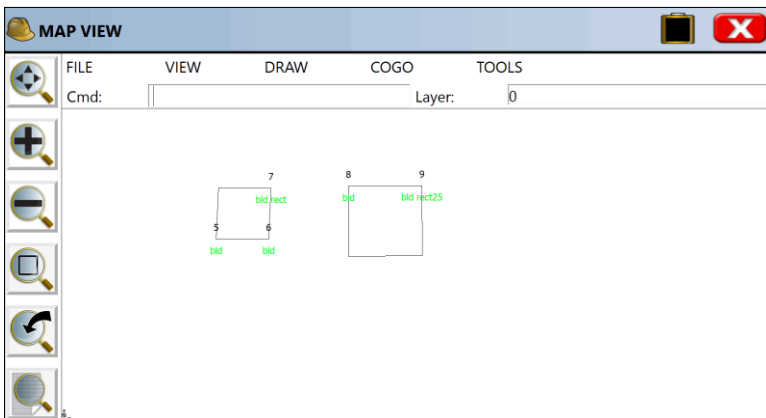 MAP VIEW
FILE VIEW DRAW COGO TOOLS
Cmd: Layer: 0
7 8 9
bld rect bld bld rect25
5 6
bld bld